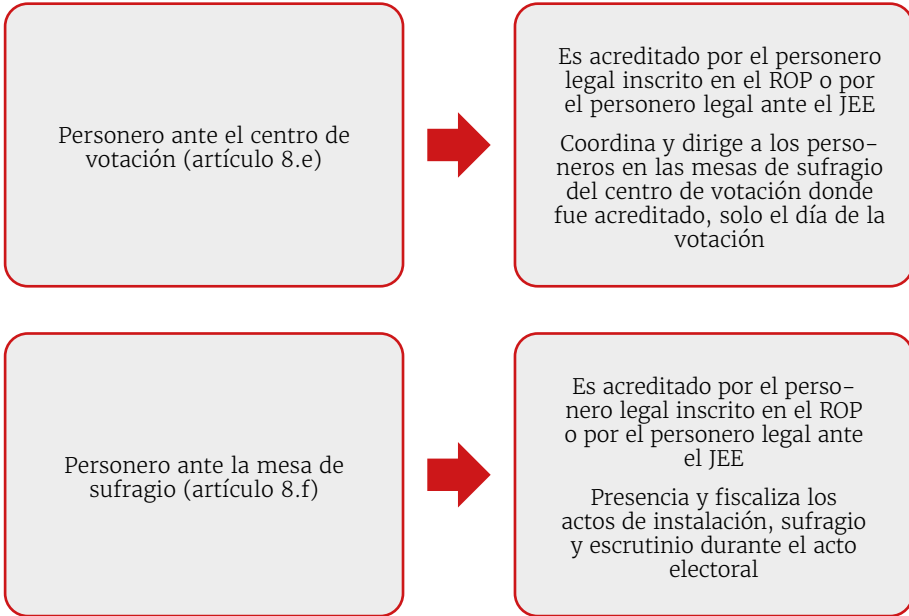 Personero ante el centro de
votación (artículo 8.e)
Es acreditado por el personero
legal inscrito en el ROP o por
el personero legal ante el JEE
Coordina y dirige a los perso-
neros en las mesas de sufragio
del centro de votación donde
fue acreditado, solo el día de la
votación
Personero ante la mesa de
sufragio (artículo 8.f)
Es acreditado por el perso-
nero legal inscrito en el ROP
o por el personero legal ante
el JEE
Presencia y fiscaliza los
actos de instalación, sufragio
y escrutinio durante el acto
electoral